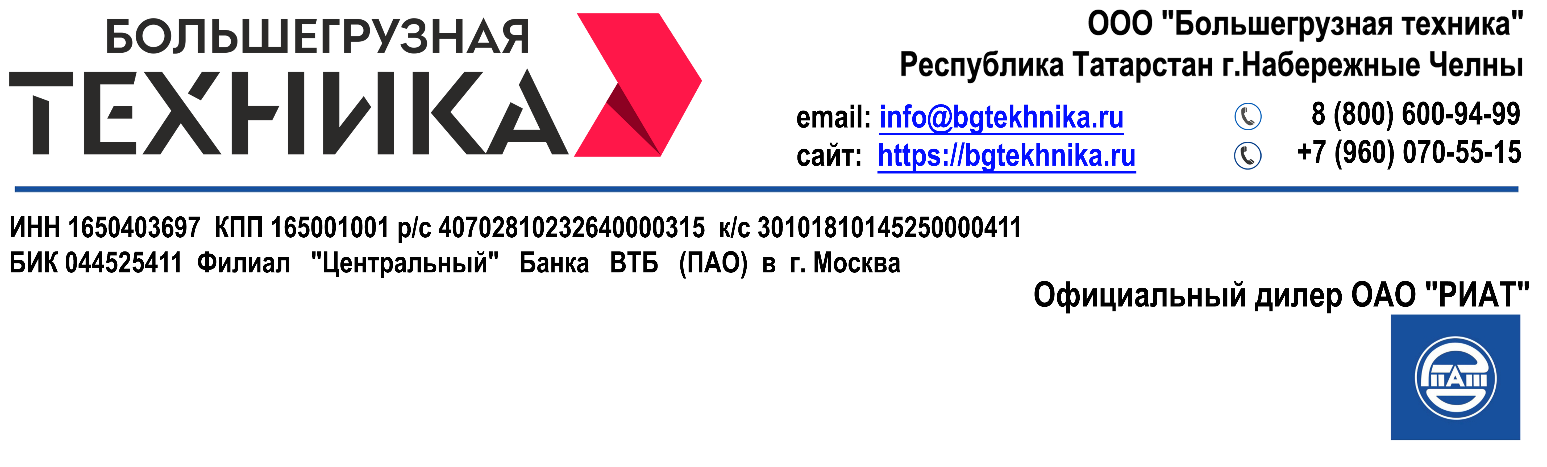 БОЛЬШЕГРУЗНАЯ
ТЕХНИКА
ООО "Большегрузная техника"
Республика Татарстан г.Набережные Челны
email: info@bgtekhnika.ru 8 (800) 600-94-99
сайт: https://bgtekhnika.ru +7 (960) 070-55-15
ИНН 1650403697 КПП 165001001 р/с 40702810232640000315 к/с 30101810145250000411
БИК 044525411 Филиал "Центральный" Банка ВТБ (ПАО) в г. Москва
Официальный дилер ОАО "РИАТ"